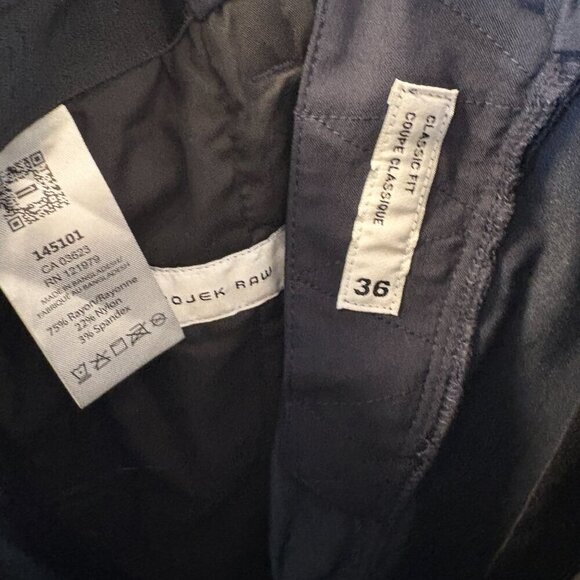 145101
CA 03623
RN 121979
MADE IN BANGLADESH/
FABRIQUÉ AU BANGLADESH
75% Rayon/Rayonne
22% Nylon
3% Spandex
OJEK RAW
CLASSIC FIT
COUPE CLASSIQUE
36